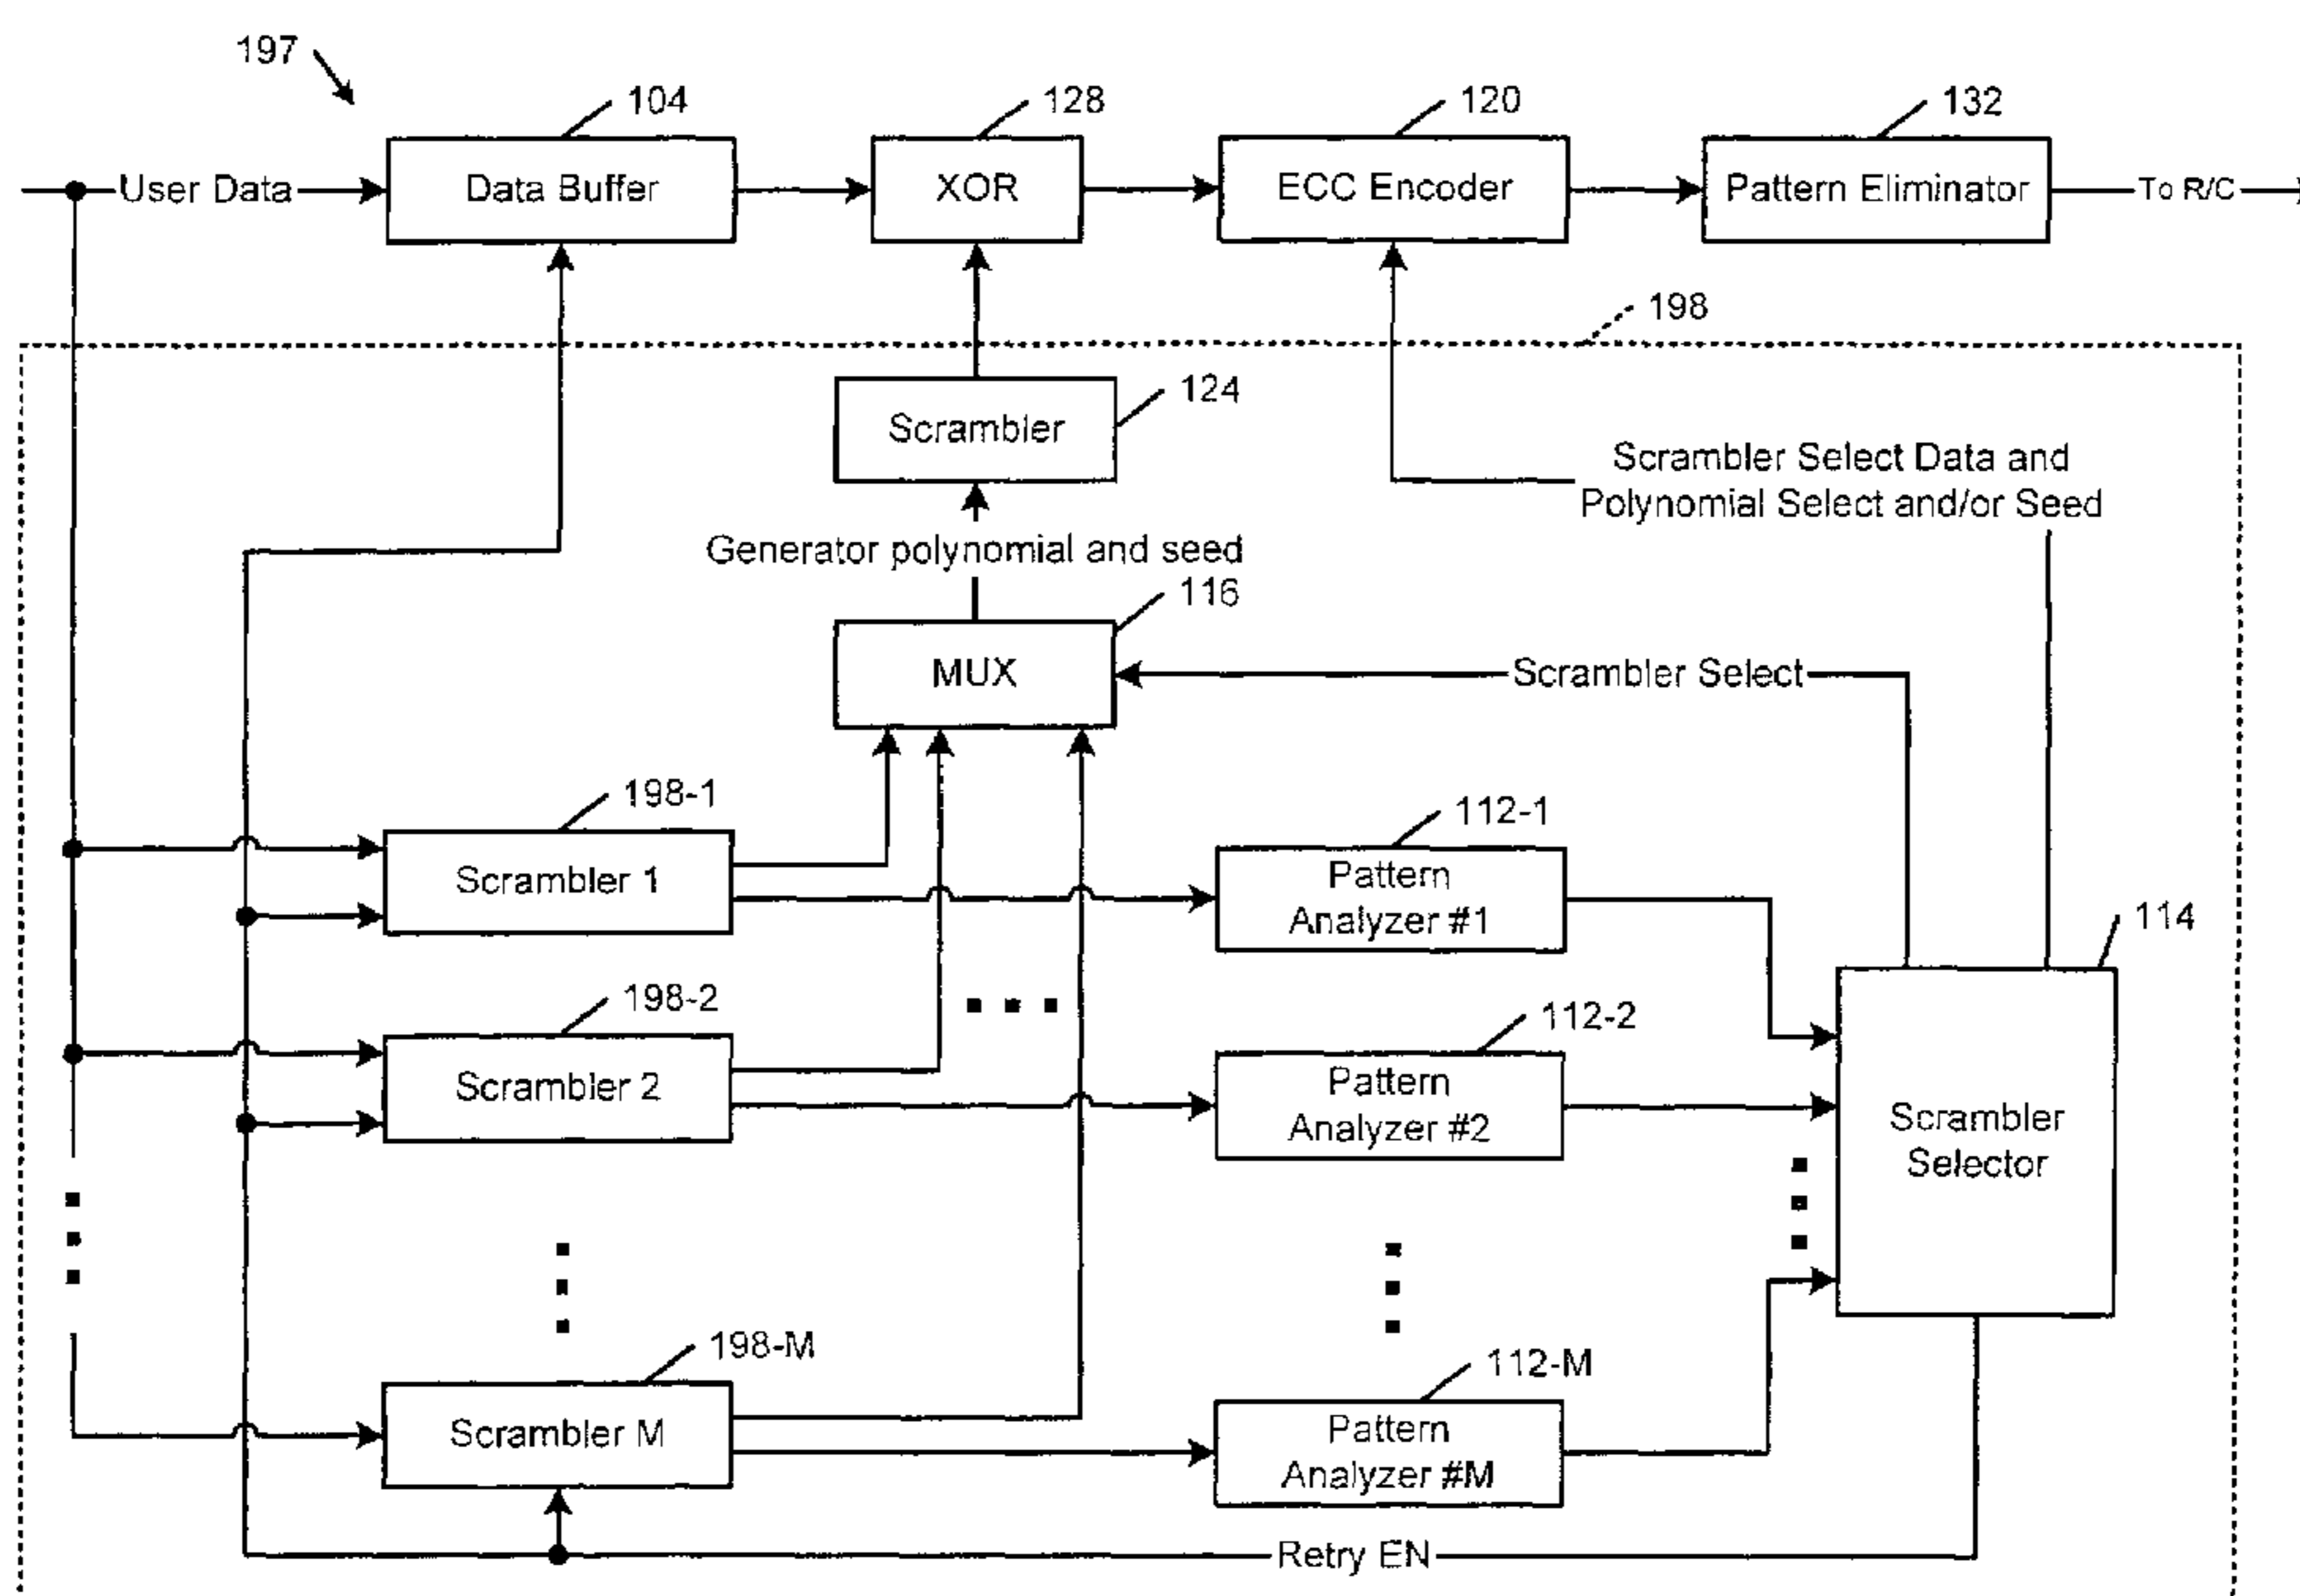 197
104
128
120
132
User Data
Data Buffer
XOR
ECC Encoder
Pattern Eliminator
To R/C
198
124
Scrambler
Scrambler Select Data and
Polynomial Select and/or Seed
Generator polynomial and seed
116
MUX
Scrambler Select
198-1
112-1
Scrambler 1
Pattern
Analyzer #1
114
198-2
112-2
Scrambler 2
Pattern
Analyzer #2
Scrambler
Selector
198-M
112-M
Scrambler M
Pattern
Analyzer #M
Retry EN